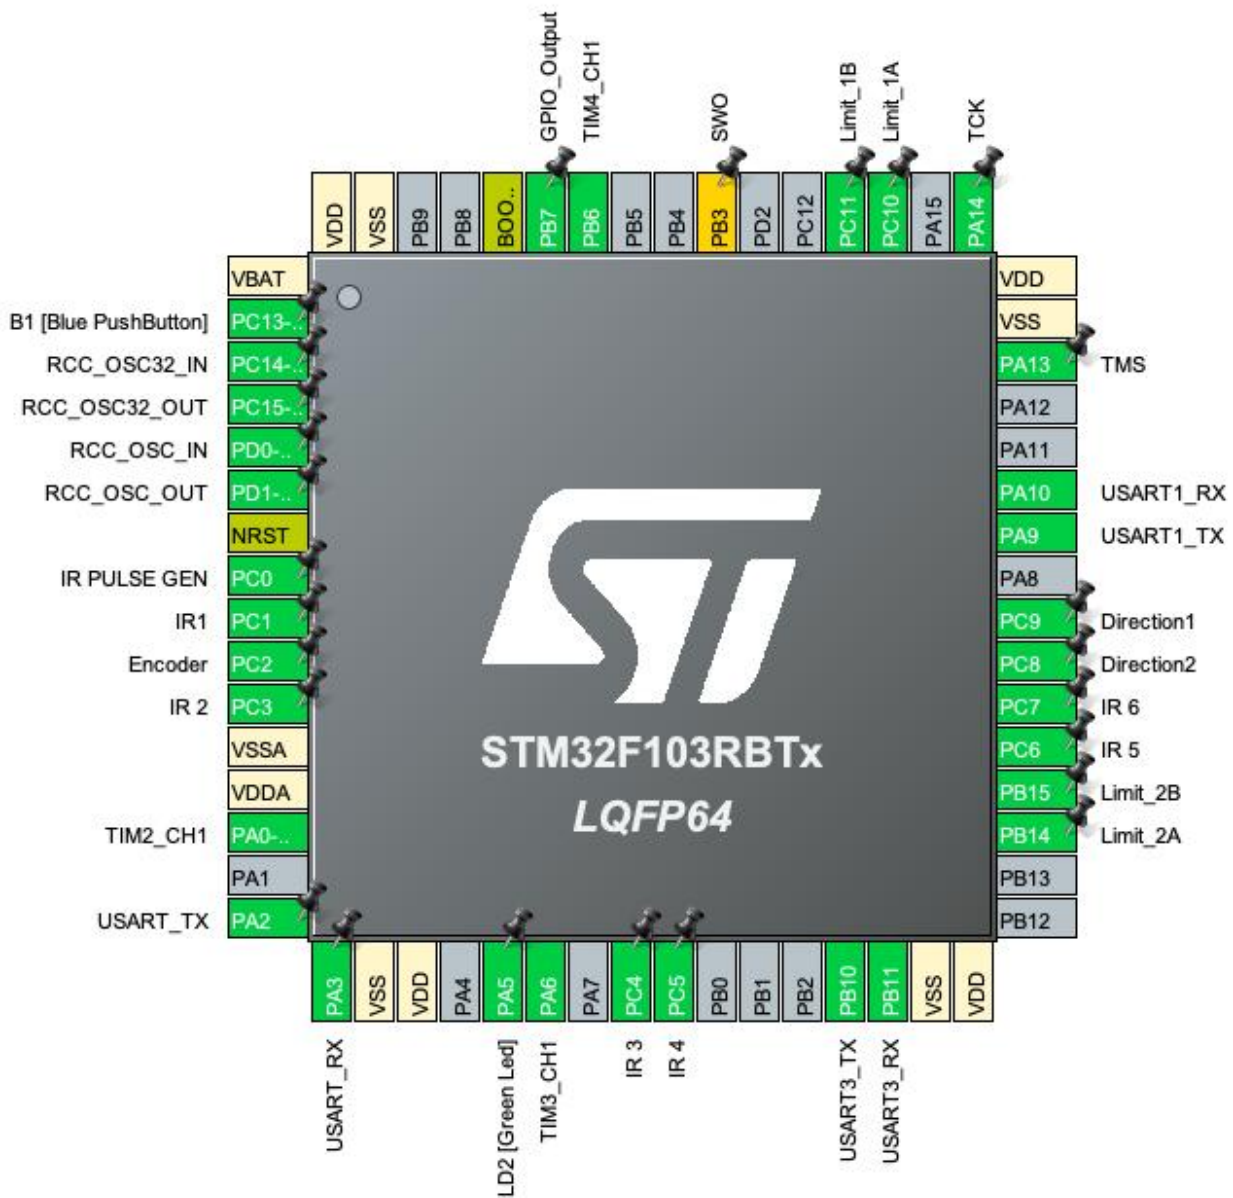 GPIO_Output
TIM4_CH1
SWO
Limit_1B
Limit_1A
TCK
VDD
VSS
PB9
PB8
BOO..
PB7
PB6
PB5
PB4
PB3
PD2
PC12
PC11
PC10
PA15
PA14
VBAT
B1 [Blue PushButton] PC13-..
RCC_OSC32_IN PC14-..
RCC_OSC32_OUT PC15-..
RCC_OSC_IN PD0-..
RCC_OSC_OUT PD1-..
NRST
IR PULSE GEN PC0
IR1 PC1
Encoder PC2
IR 2 PC3
VSSA
VDDA
TIM2_CH1 PA0-..
PA1
USART_TX PA2
ST
STM32F103RBTx
LQFP64
VDD
VSS
PA13 TMS
PA12
PA11
PA10 USART1_RX
PA9 USART1_TX
PA8
PC9 Direction1
PC8 Direction2
PC7 IR 6
PC6 IR 5
PB15 Limit_2B
PB14 Limit_2A
PB13
PB12
PA3
VSS
VDD
PA4
PA5
PA6
PA7
PC4
PC5
PB0
PB1
PB2
PB10
PB11
VSS
VDD
USART_RX
LD2 [Green Led]
TIM3_CH1
IR 3
IR 4
USART3_TX
USART3_RX